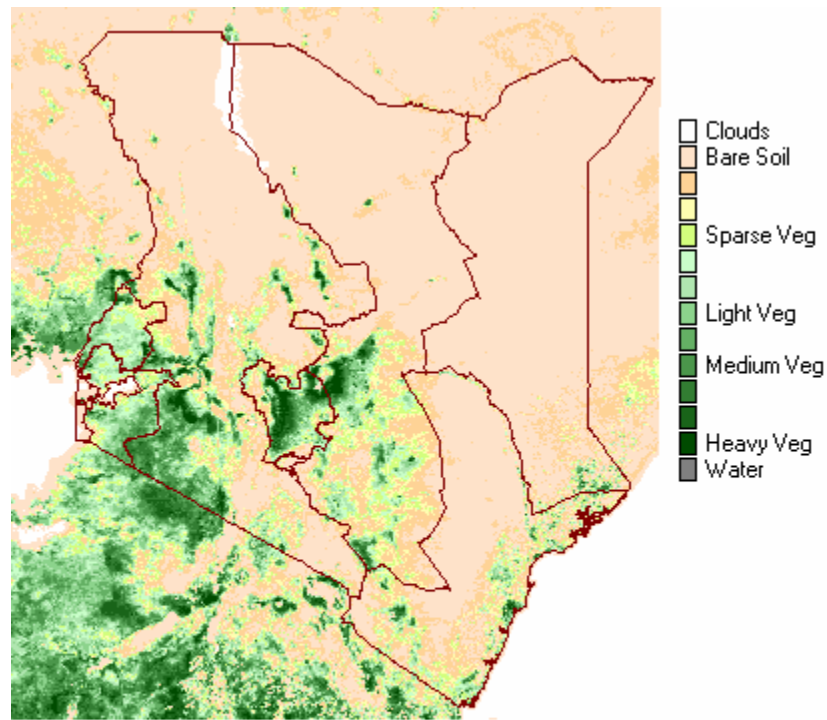 Clouds
Bare Soil
Sparse Veg
Light Veg
Medium Veg
Heavy Veg
Water